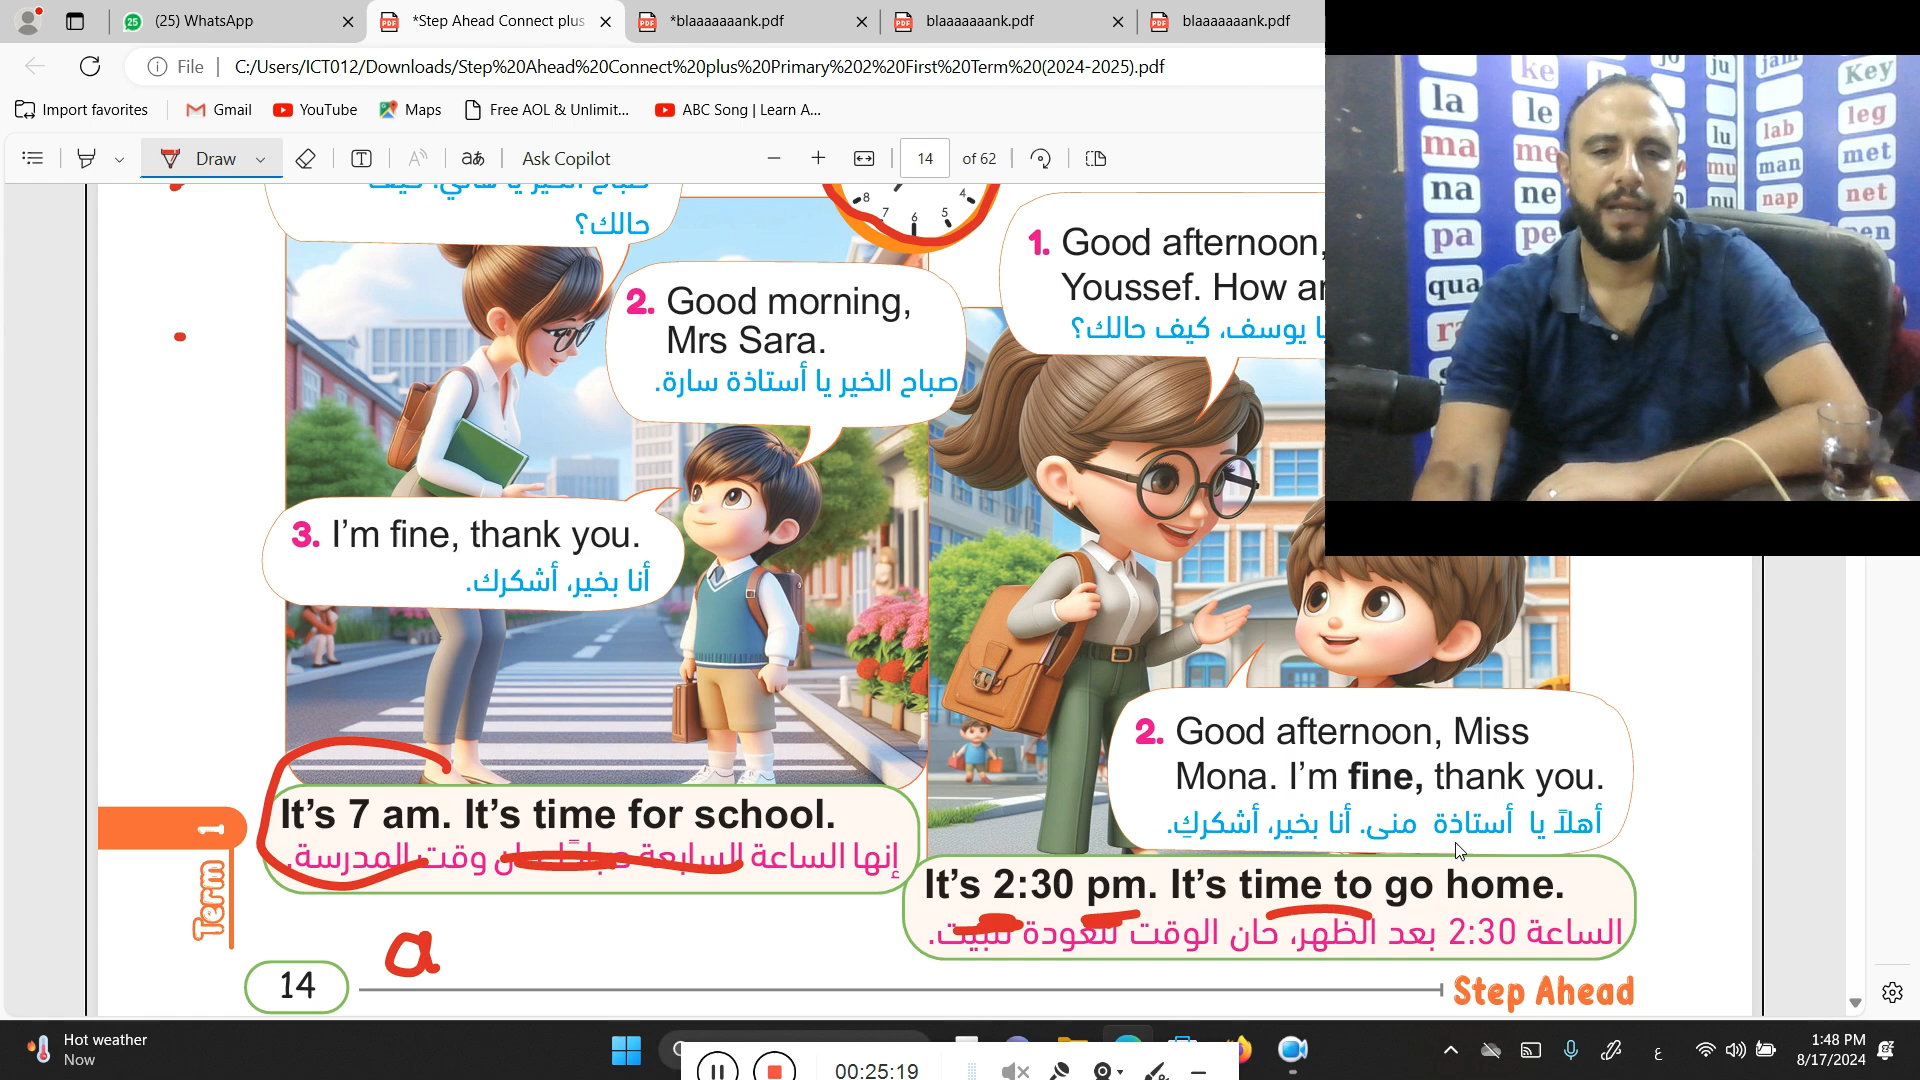 (25) WhatsApp
*Step Ahead Connect plus
*blaaaaaaank.pdf
blaaaaaaank.pdf
blaaaaaaank.pdf
File
C:/Users/ICT012/Downloads/Step%20Ahead%20Connect%20plus%20Primary%202%20First%20Term%20(2024-2025).pdf
Import favorites
Gmail
YouTube
Maps
Free AOL & Unlimit...
ABC Song | Learn A...
Draw
Ask Copilot
14
of 62
حالك؟
8 7 6 5 4
2. Good morning,
Mrs Sara.
صباح الخير يا أستاذة سارة.
3. I'm fine, thank you.
أنا بخير، أشكرك.
1. Good afternoon,
Youssef. How
يوسف، كيف حالك؟
2. Good afternoon, Miss
Mona. I'm fine, thank you.
أهلاً يا أستاذة منى. أنا بخير، أشكركِ.
It's 7 am. It's time for school.
إنها الساعة السابعة صباحًا حان وقت المدرسة.
It's 2:30 pm. It's time to go home.
الساعة 2:30 بعد الظهر، حان الوقت للعودة للبيت.
Term 1
a
14
Step Ahead
la
ma
na
pa
qua
ke
le
me
ne
pe
ju
lu
mu
nu
jam
lab
man
nap
Key
leg
met
net
Hot weather
Now
00:25:19
ع
1:48 PM
8/17/2024